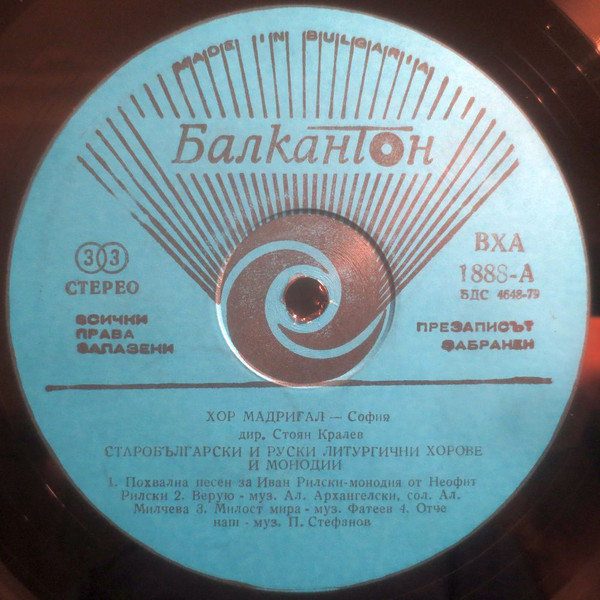 MADE IN BULGARIA
Балкантон
33
СТЕРЕО
ВХА
1888-А
БДС 4648-79
ВСИЧКИ
ПРАВА
ЗАПАЗЕНИ
ПРЕЗАПИСЪТ
ЗАБРАНЕН
ХОР МАДРИГАЛ — София
дир. Стоян Кралев
СТАРОБЪЛГАРСКИ И РУСКИ ЛИТУРГИЧНИ ХОРОВЕ
И МОНОДИИ
1. Похвална песен за Иван Рилски-монодия от Неофит
Рилски 2. Верую - муз. Ал. Архангелски, сол. Ал.
Милчева 3. Милост мира - муз. Фатеев 4. Отче
наш - муз. П. Стефанов